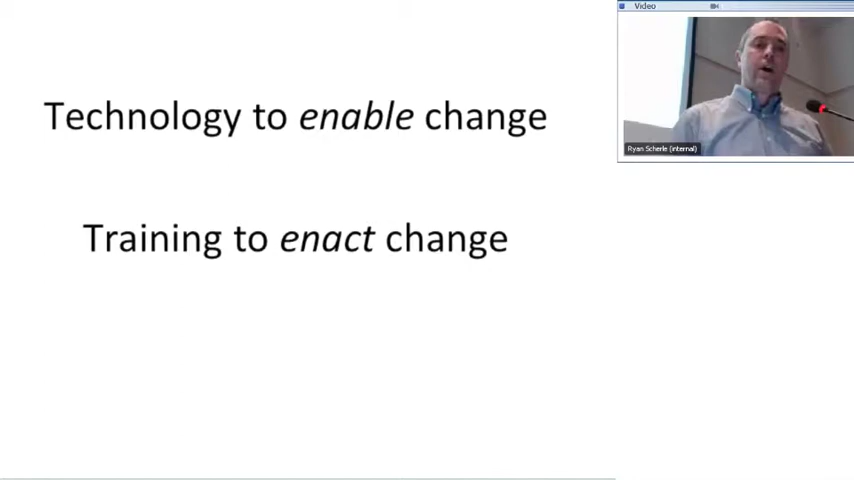 Video
Technology to enable change
Ryan Scherle (internal)
Training to enact change